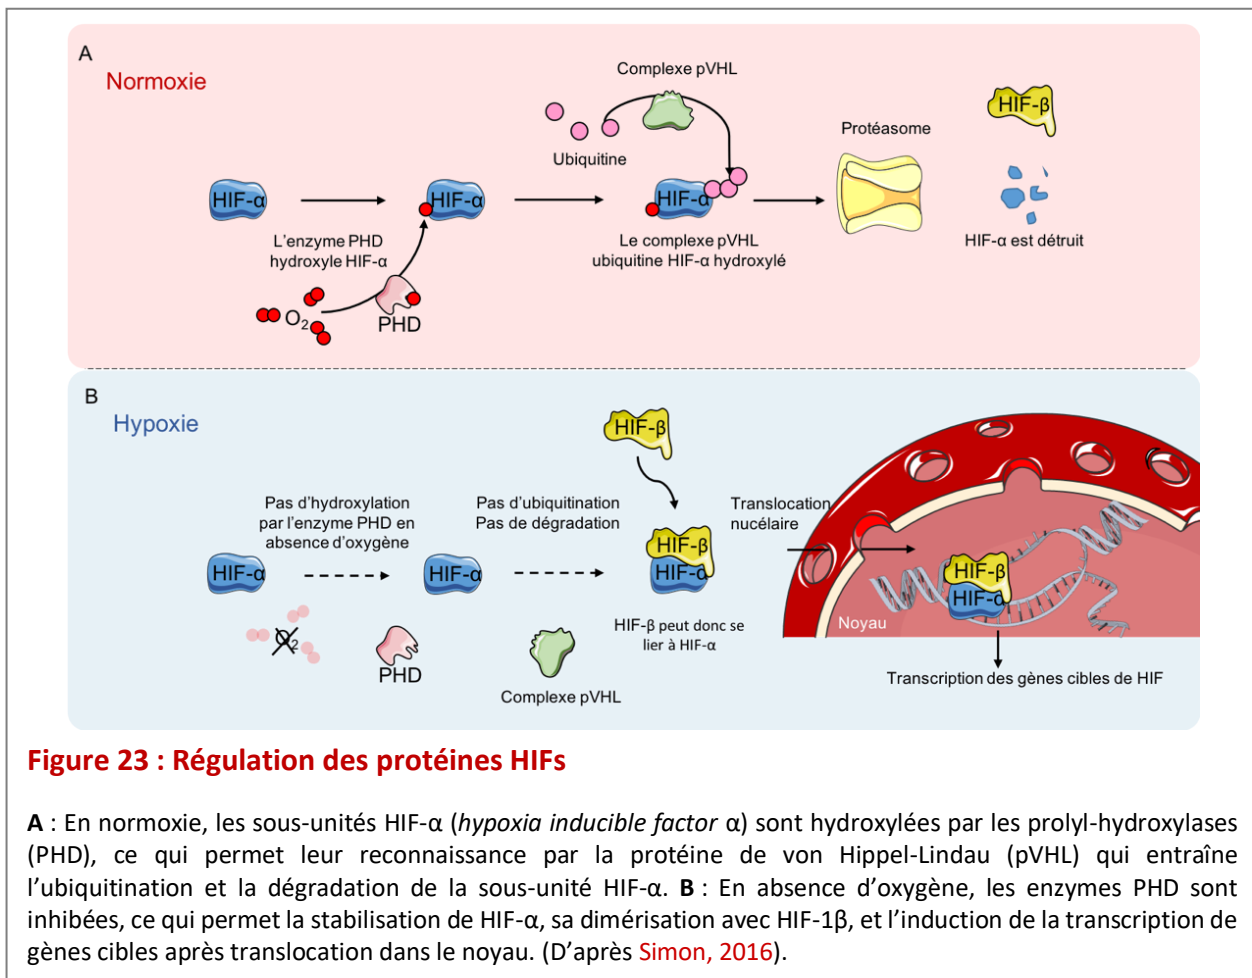 A
Normoxie
Complexe pVHL
Ubiquitine
HIF-α
HIF-α
HIF-α
Protéasome
HIF-β
L'enzyme PHD
hydroxyle HIF-α
O₂
PHD
Le complexe pVHL
ubiquitine HIF-α hydroxylé
HIF-α est détruit
B
Hypoxie
HIF-β
Pas d'hydroxylation
par l'enzyme PHD en
absence d'oxygène
Pas d'ubiquitination
Pas de dégradation
Translocation
nucélaire
HIF-α
HIF-α
HIF-β
HIF-α
HIF-β
HIF-α
O₂
PHD
Complexe pVHL
HIF-β peut donc se
lier à HIF-α
Noyau
Transcription des gènes cibles de HIF
Figure 23 : Régulation des protéines HIFs
A : En normoxie, les sous-unités HIF-α (hypoxia inducible factor α) sont hydroxylées par les prolyl-hydroxylases
(PHD), ce qui permet leur reconnaissance par la protéine de von Hippel-Lindau (pVHL) qui entraîne
l'ubiquitination et la dégradation de la sous-unité HIF-α. B : En absence d'oxygène, les enzymes PHD sont
inhibées, ce qui permet la stabilisation de HIF-α, sa dimérisation avec HIF-1β, et l'induction de la transcription de
gènes cibles après translocation dans le noyau. (D'après Simon, 2016).